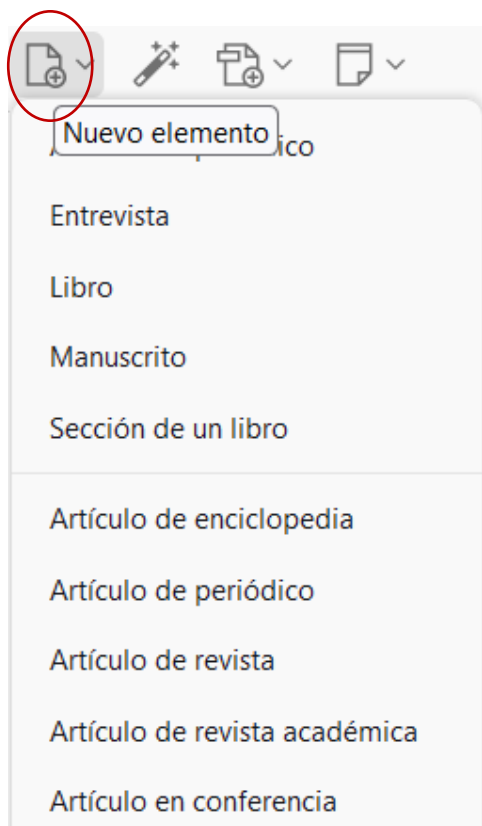 Nuevo elemento
ico
Entrevista
Libro
Manuscrito
Sección de un libro
Artículo de enciclopedia
Artículo de periódico
Artículo de revista
Artículo de revista académica
Artículo en conferencia